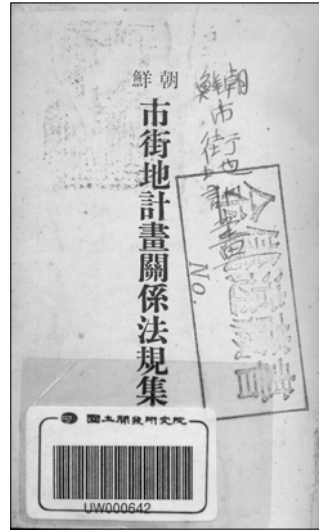 朝鮮
市街地計畫關係法規集
朝鮮市街地計畫
No.
國土開發研究院
UW000642